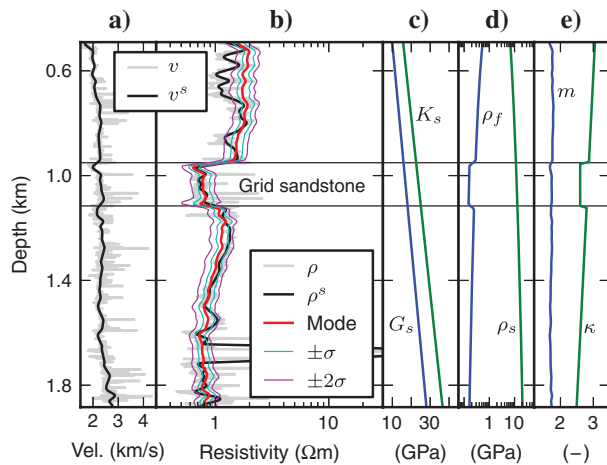 a)
b)
c)
d)
e)
0.6
1.0
1.4
1.8
Depth (km)
v
v^s
K_s
ρ_f
m
Grid sandstone
ρ
ρ^s
Mode
±σ
±2σ
G_s
ρ_s
κ
2 3 4
1 10
10 30
1 10
2 3
Vel. (km/s)
Resistivity (Ωm)
(GPa)
(GPa)
(−)